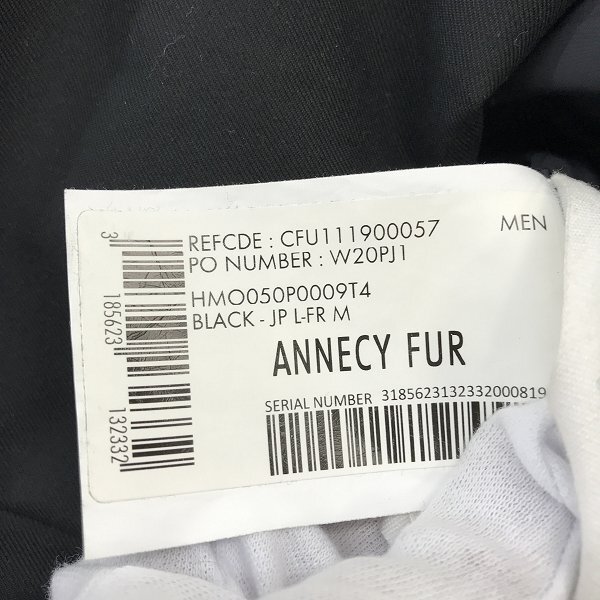 REFCDE : CFU111900057 MEN
PO NUMBER : W20PJ1
HMO050P0009T4
BLACK - JP L-FR M
ANNECY FUR
SERIAL NUMBER 3185623132332000819
3 185623 132332